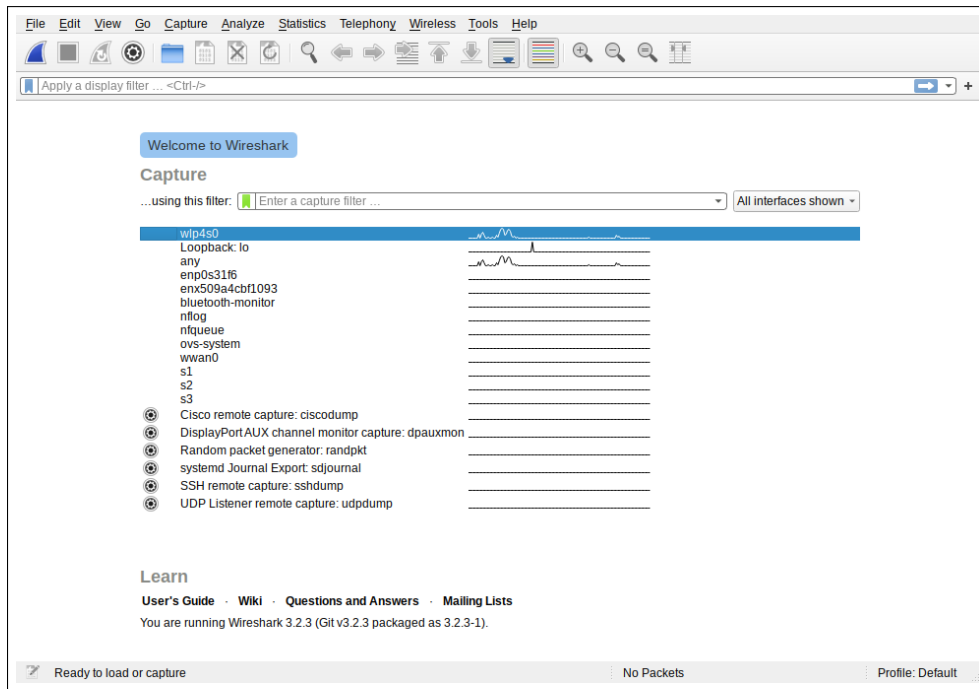 File Edit View Go Capture Analyze Statistics Telephony Wireless Tools Help
Apply a display filter … <Ctrl-/>
+
Welcome to Wireshark
Capture
…using this filter: Enter a capture filter … All interfaces shown
wlp4s0
Loopback: lo
any
enp0s31f6
enx509a4cbf1093
bluetooth-monitor
nflog
nfqueue
ovs-system
wwan0
s1
s2
s3
Cisco remote capture: ciscodump
DisplayPort AUX channel monitor capture: dpauxmon
Random packet generator: randpkt
systemd Journal Export: sdjournal
SSH remote capture: sshdump
UDP Listener remote capture: udpdump
Learn
User's Guide · Wiki · Questions and Answers · Mailing Lists
You are running Wireshark 3.2.3 (Git v3.2.3 packaged as 3.2.3-1).
Ready to load or capture No Packets Profile: Default